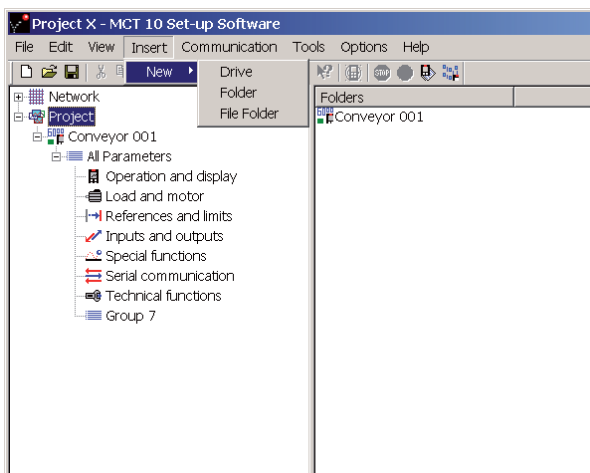 Project X - MCT 10 Set-up Software
File Edit View Insert Communication Tools Options Help
New
Drive
Folder
File Folder
Network
Project
Conveyor 001
All Parameters
Operation and display
Load and motor
References and limits
Inputs and outputs
Special functions
Serial communication
Technical functions
Group 7
Folders
Conveyor 001